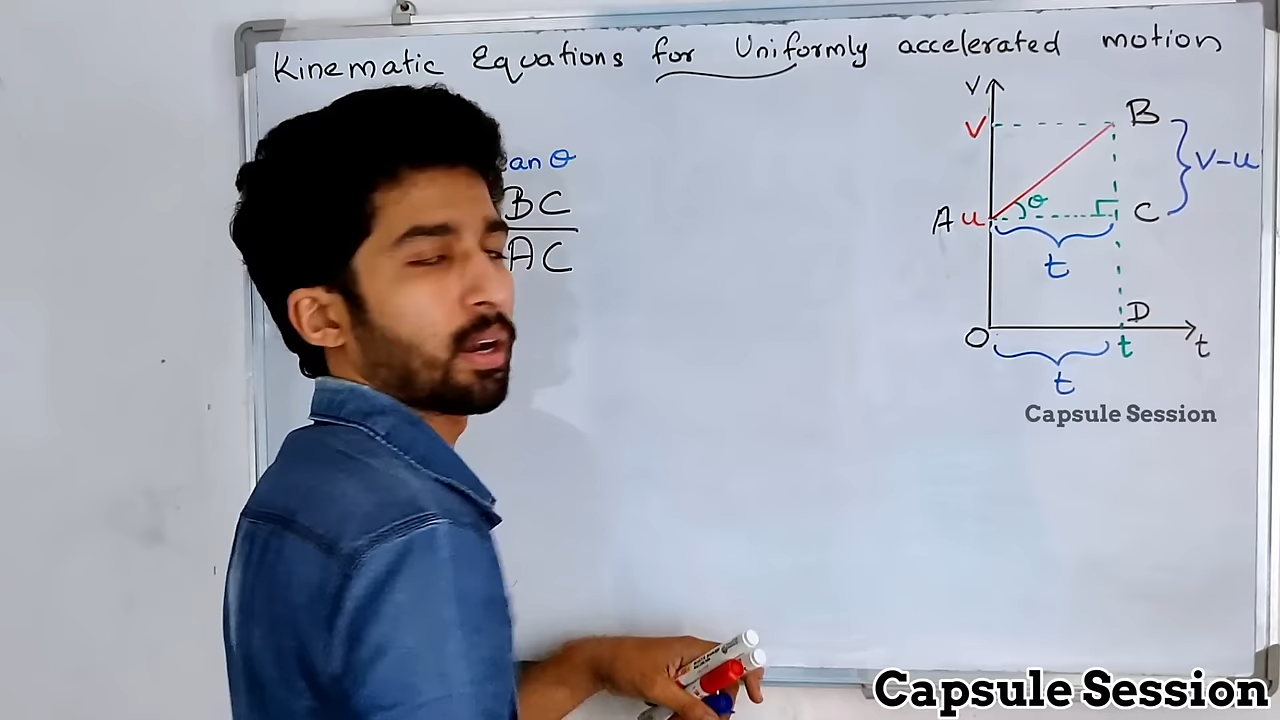 Kinematic Equations for Uniformly accelerated motion
an θ
BC
AC
V
V
B
V-u
θ
A u
C
t
D
O
t
t
t
Capsule Session
Capsule Session